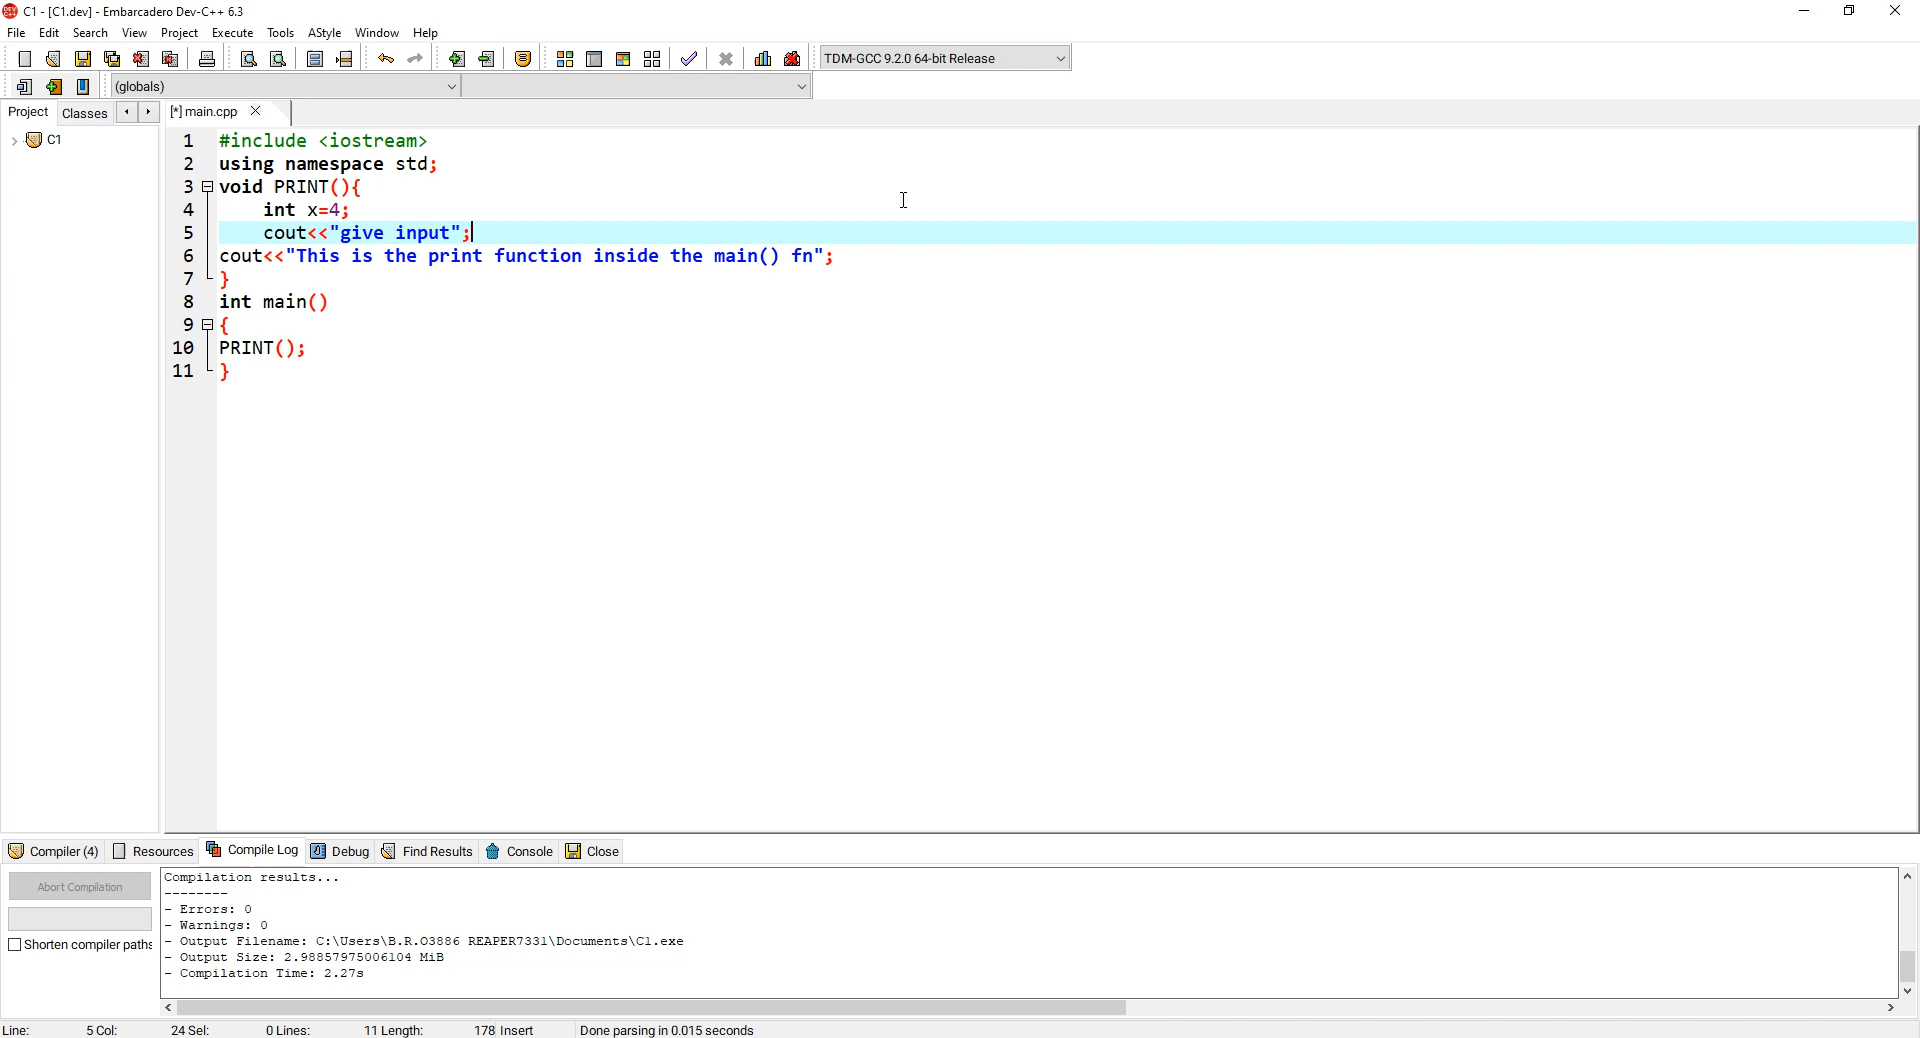 C1 - [C1.dev] - Embarcadero Dev-C++ 6.3
File Edit Search View Project Execute Tools AStyle Window Help
TDM-GCC 9.2.0 64-bit Release
(globals)
Project Classes [*] main.cpp
C1
1 #include <iostream>
2 using namespace std;
3 void PRINT(){
4 int x=4;
5 cout<<"give input";
6 cout<<"This is the print function inside the main() fn";
7 }
8 int main()
9 {
10 PRINT();
11 }
Compiler (4) Resources Compile Log Debug Find Results Console Close
Abort Compilation
Shorten compiler paths
Compilation results...
--------
- Errors: 0
- Warnings: 0
- Output Filename: C:\Users\B.R.O3886 REAPER7331\Documents\C1.exe
- Output Size: 2.98857975006104 MiB
- Compilation Time: 2.27s
Line: 5 Col: 24 Sel: 0 Lines: 11 Length: 178 Insert Done parsing in 0.015 seconds